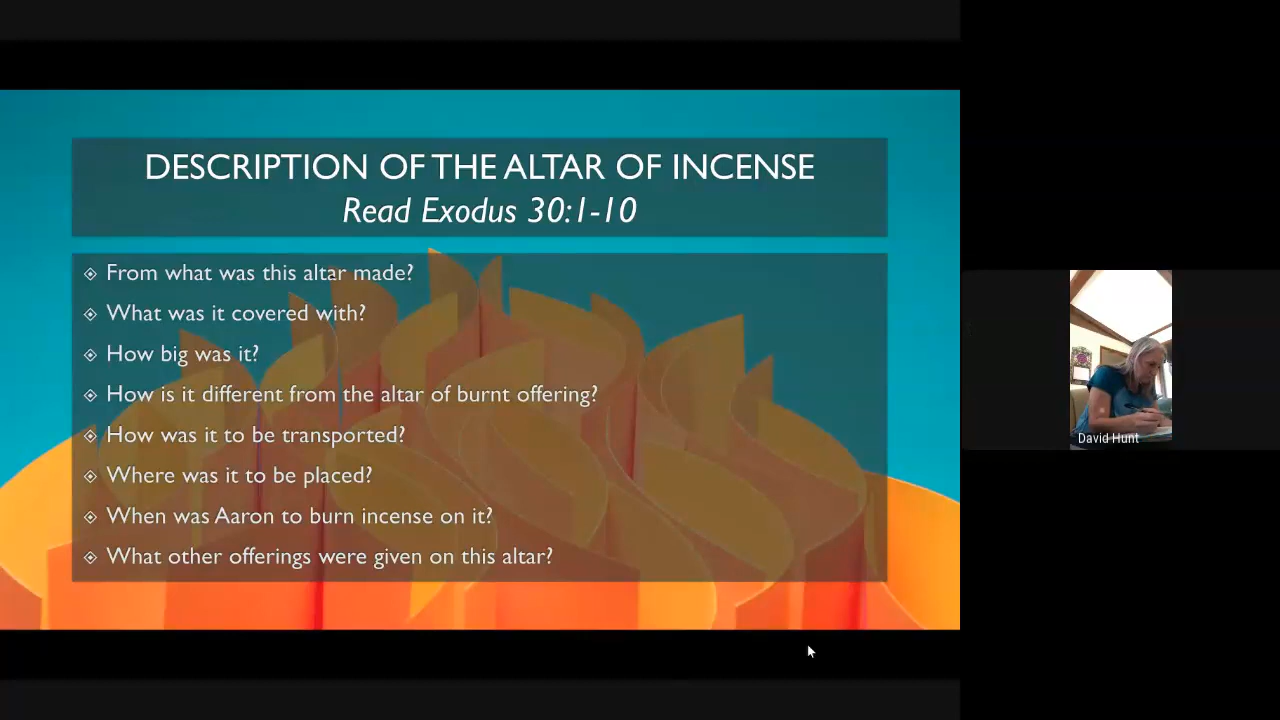 DESCRIPTION OF THE ALTAR OF INCENSE
Read Exodus 30:1-10
From what was this altar made?
What was it covered with?
How big was it?
How is it different from the altar of burnt offering?
How was it to be transported?
Where was it to be placed?
When was Aaron to burn incense on it?
What other offerings were given on this altar?
David Hunt